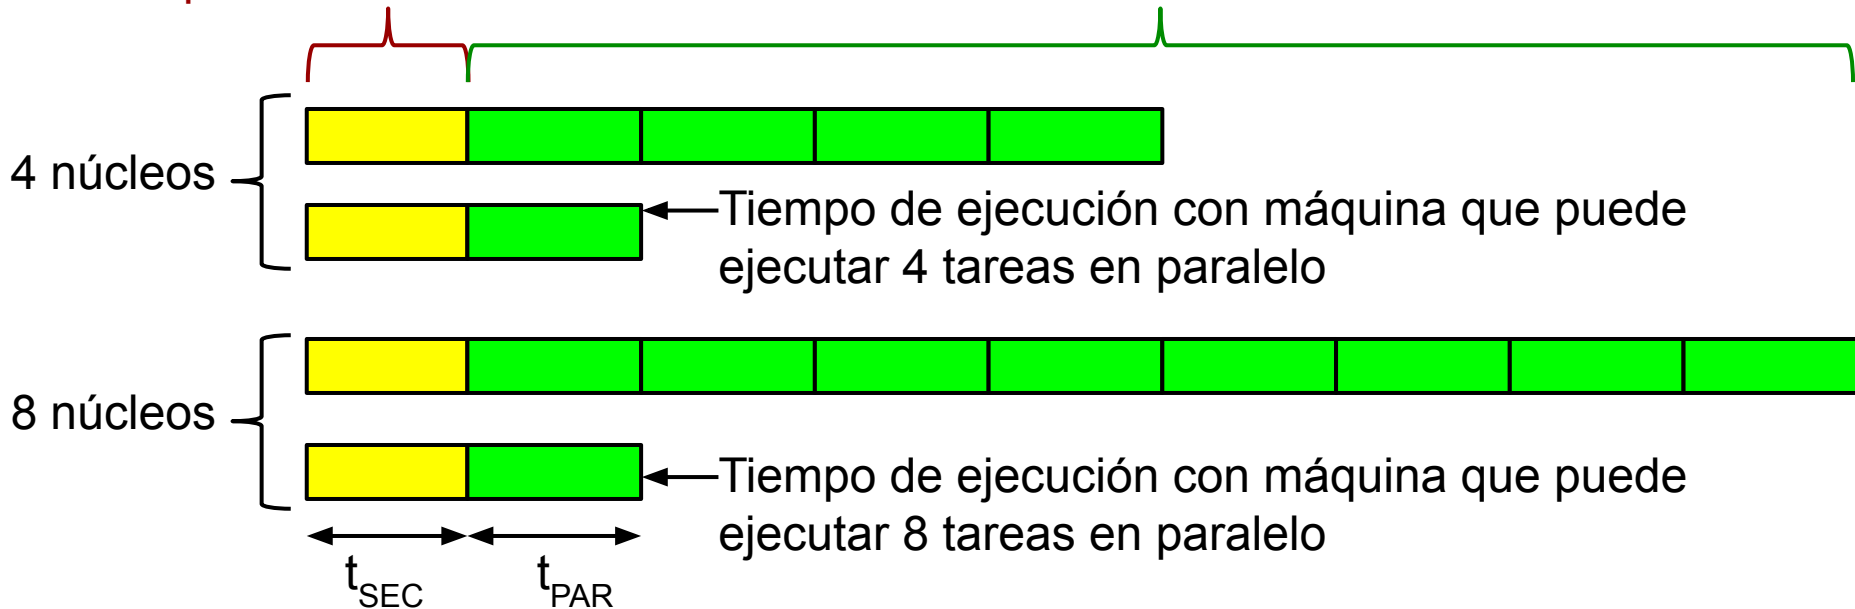 4 núcleos
Tiempo de ejecución con máquina que puede
ejecutar 4 tareas en paralelo
8 núcleos
Tiempo de ejecución con máquina que puede
ejecutar 8 tareas en paralelo
tSEC
tPAR